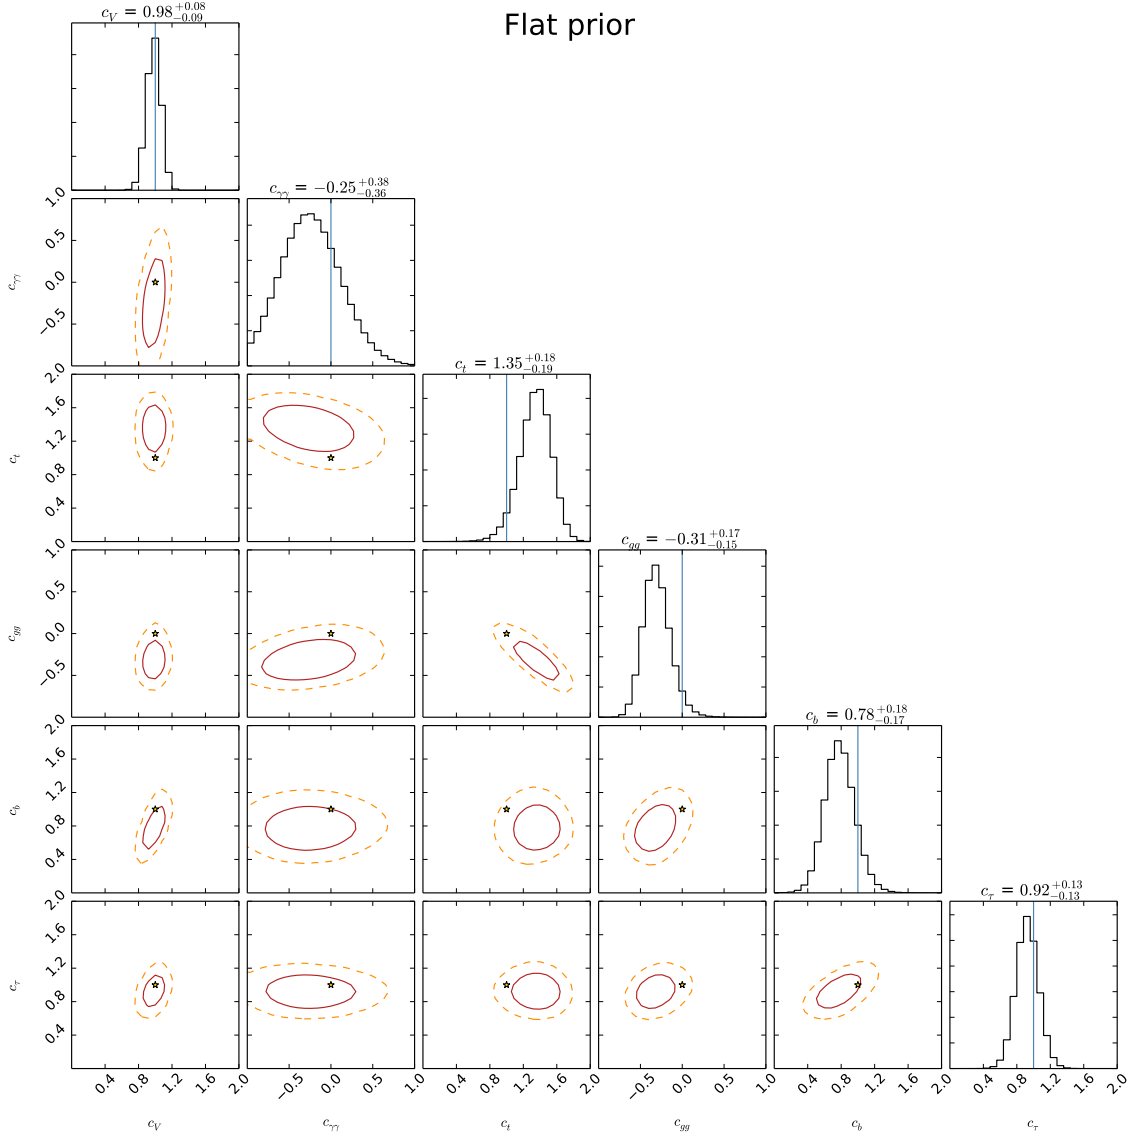 Flat prior
c_V = 0.98^{+0.08}_{-0.09}
1.0
c_{γγ} = −0.25^{+0.38}_{-0.36}
1.0
0.5
0.0
−0.5
c_{γγ}
2.0
c_t = 1.35^{+0.18}_{-0.19}
2.0
1.6
1.2
0.8
0.4
c_t
c_{gg} = −0.31^{+0.17}_{-0.15}
1.0
0.5
0.0
−0.5
c_{gg}
2.0
c_b = 0.78^{+0.18}_{-0.17}
1.6
1.2
0.8
0.4
c_b
2.0
c_τ = 0.92^{+0.13}_{-0.13}
1.6
1.2
0.8
0.4
c_τ
0.4 0.8 1.2 1.6 2.0 −0.5 0.0 0.5 1.0 0.4 0.8 1.2 1.6 2.0 −0.5 0.0 0.5 1.0 0.4 0.8 1.2 1.6 2.0 0.4 0.8 1.2 1.6 2.0
c_V c_{γγ} c_t c_{gg} c_b c_τ